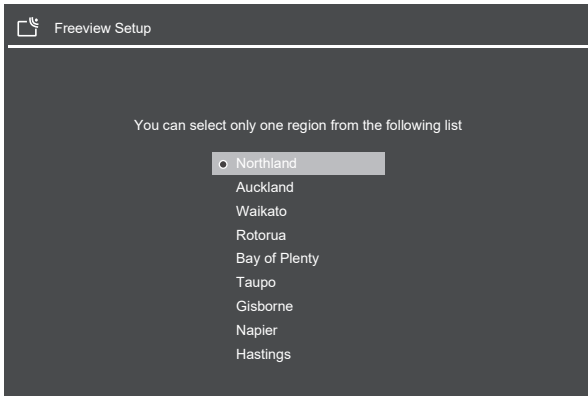 Freeview Setup
You can select only one region from the following list
Northland
Auckland
Waikato
Rotorua
Bay of Plenty
Taupo
Gisborne
Napier
Hastings